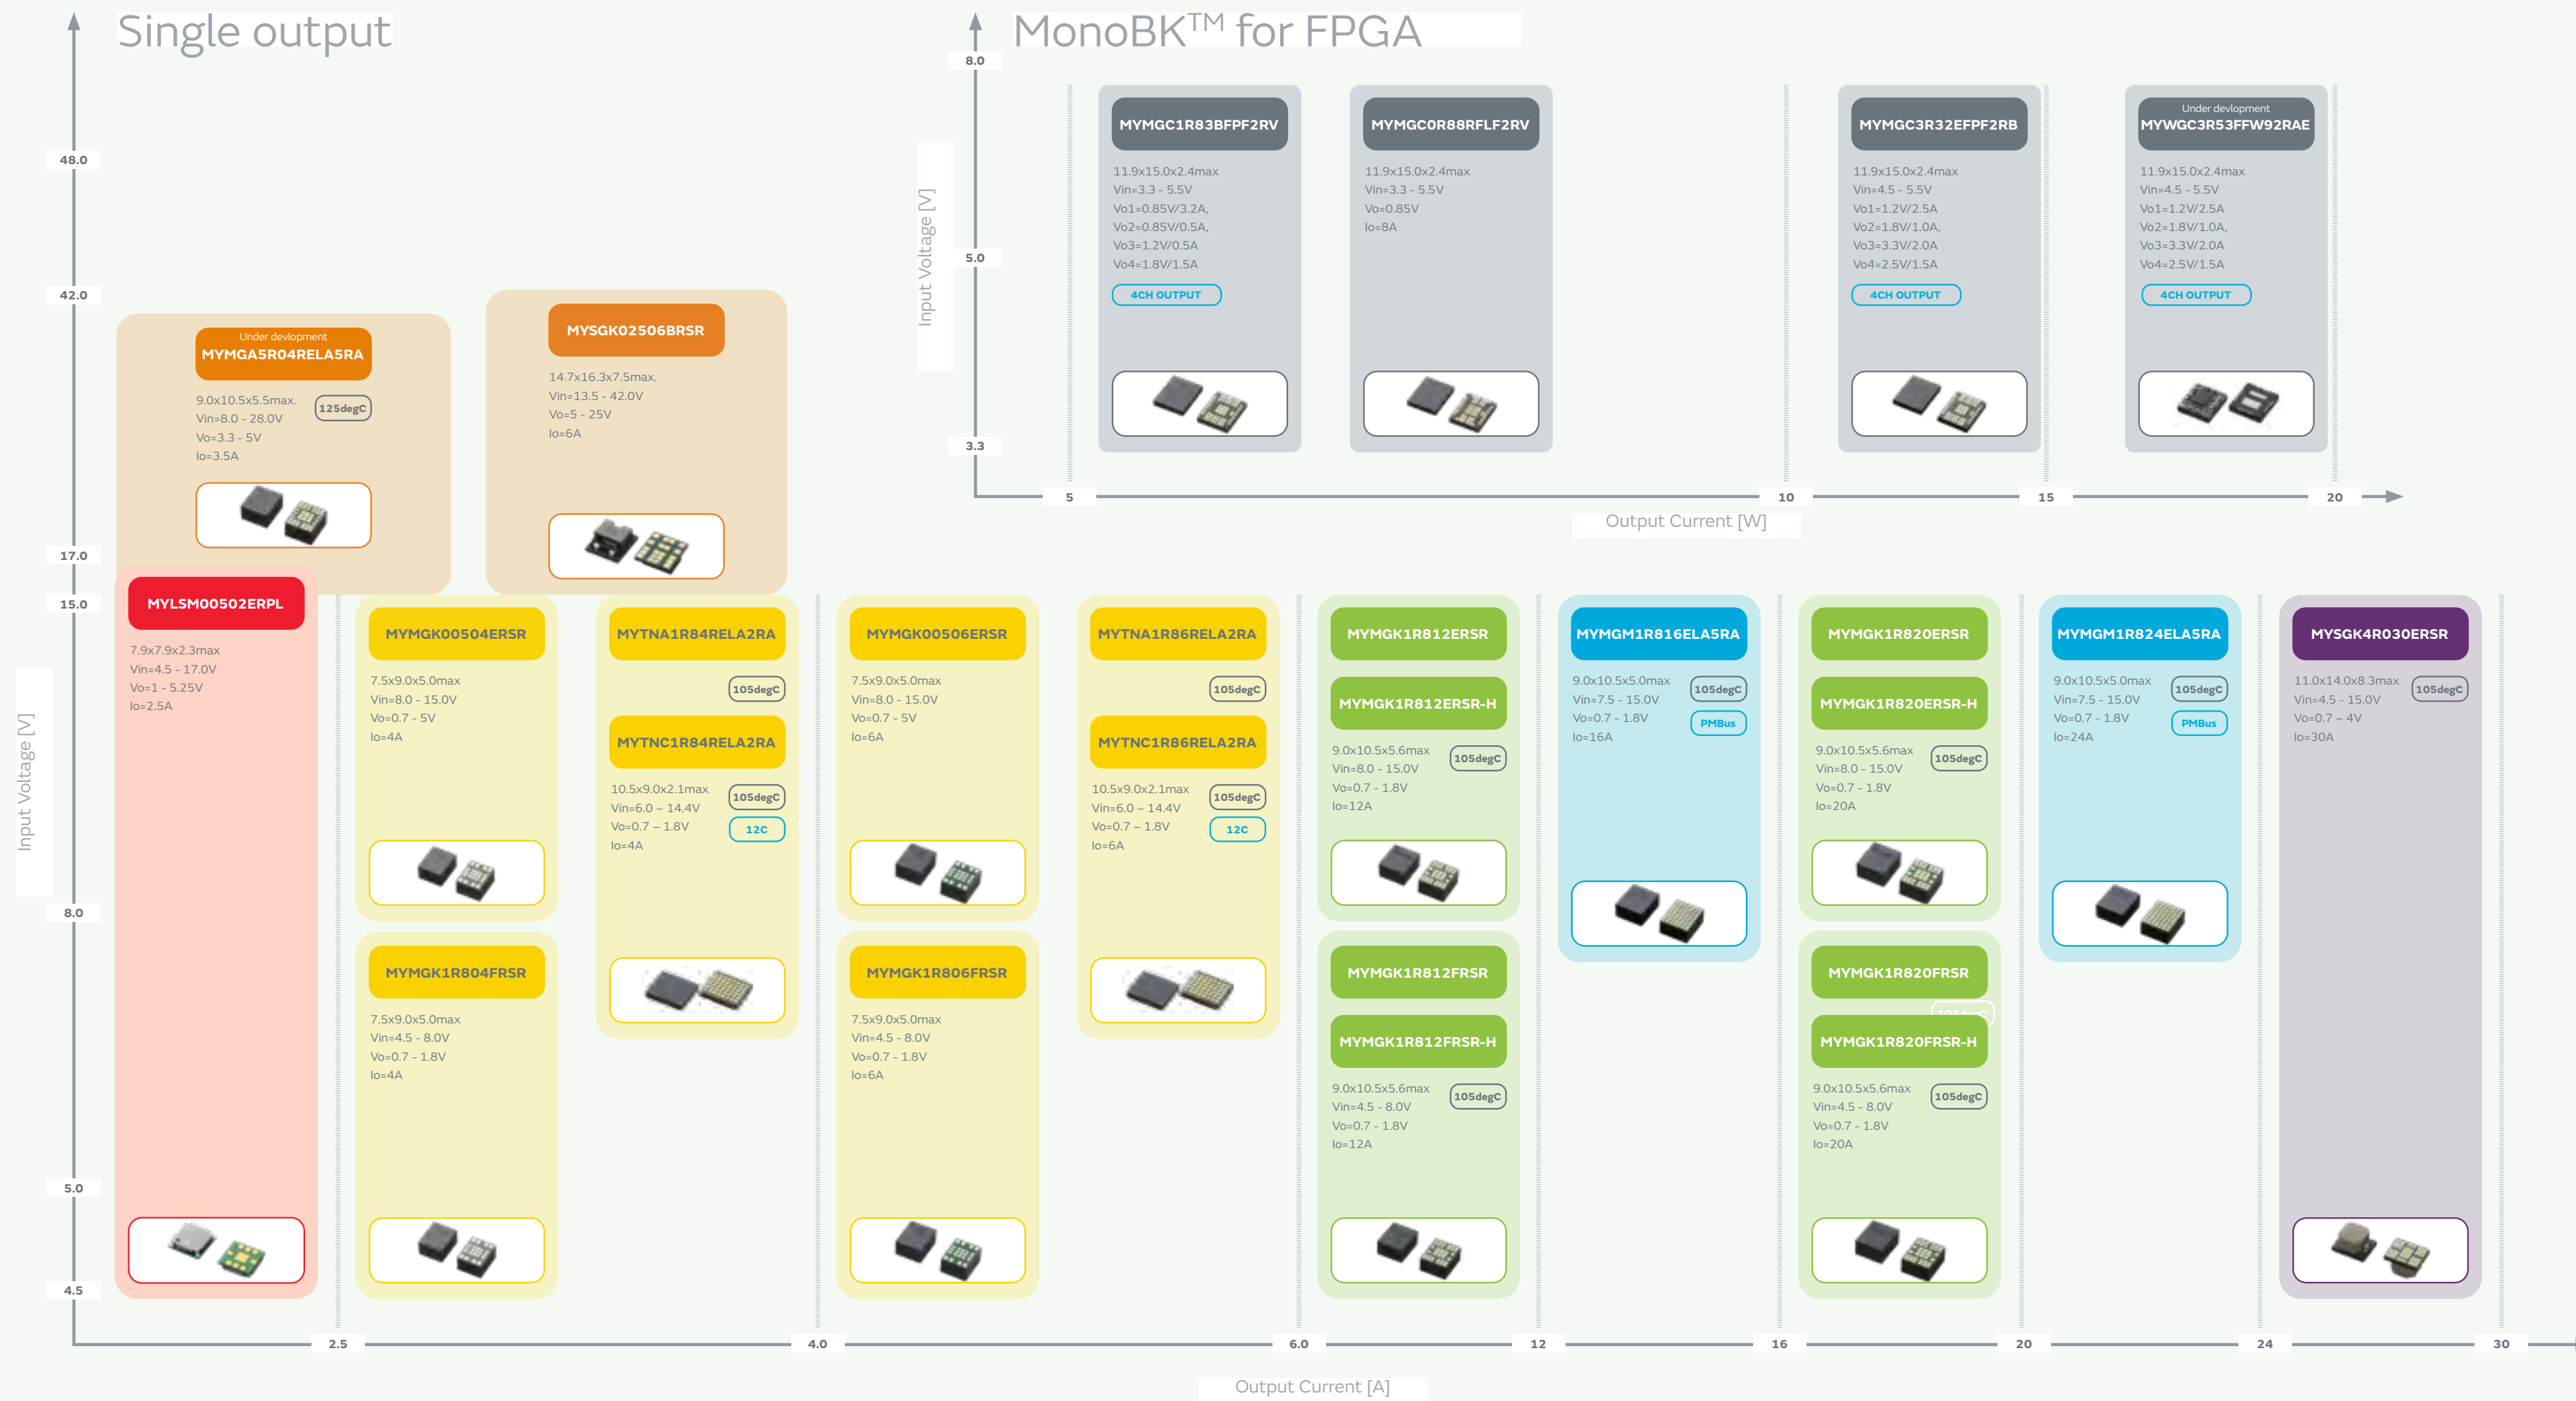 Single output
48.0
42.0
17.0
15.0
8.0
5.0
4.5
Input Voltage [V]
2.5
4.0
6.0
12
16
20
24
30
Output Current [A]
Under devlopment
MYMGA5R04RELA5RA
9.0x10.5x5.5max.
Vin=8.0 - 28.0V
Vo=3.3 - 5V
Io=3.5A
125degC
MYSGK02506BRSR
14.7x16.3x7.5max.
Vin=13.5 - 42.0V
Vo=5 - 25V
Io=6A
MYLSM00502ERPL
7.9x7.9x2.3max
Vin=4.5 - 17.0V
Vo=1 - 5.25V
Io=2.5A
MYMGK00504ERSR
7.5x9.0x5.0max
Vin=8.0 - 15.0V
Vo=0.7 - 5V
Io=4A
MYMGK1R804FRSR
7.5x9.0x5.0max
Vin=4.5 - 8.0V
Vo=0.7 - 1.8V
Io=4A
MYTNA1R84RELA2RA
105degC
MYTNC1R84RELA2RA
10.5x9.0x2.1max
Vin=6.0 – 14.4V
Vo=0.7 – 1.8V
Io=4A
105degC
12C
MYMGK00506ERSR
7.5x9.0x5.0max
Vin=8.0 - 15.0V
Vo=0.7 - 5V
Io=6A
MYMGK1R806FRSR
7.5x9.0x5.0max
Vin=4.5 - 8.0V
Vo=0.7 - 1.8V
Io=6A
MYTNA1R86RELA2RA
105degC
MYTNC1R86RELA2RA
10.5x9.0x2.1max
Vin=6.0 – 14.4V
Vo=0.7 – 1.8V
Io=6A
105degC
12C
MYMGK1R812ERSR
MYMGK1R812ERSR-H
9.0x10.5x5.6max
Vin=8.0 - 15.0V
Vo=0.7 - 1.8V
Io=12A
105degC
MYMGK1R812FRSR
MYMGK1R812FRSR-H
9.0x10.5x5.6max
Vin=4.5 - 8.0V
Vo=0.7 - 1.8V
Io=12A
105degC
MYMGM1R816ELA5RA
9.0x10.5x5.0max
Vin=7.5 - 15.0V
Vo=0.7 - 1.8V
Io=16A
105degC
PMBus
MYMGK1R820ERSR
MYMGK1R820ERSR-H
9.0x10.5x5.6max
Vin=8.0 - 15.0V
Vo=0.7 - 1.8V
Io=20A
105degC
MYMGK1R820FRSR
105degC
MYMGK1R820FRSR-H
9.0x10.5x5.6max
Vin=4.5 - 8.0V
Vo=0.7 - 1.8V
Io=20A
105degC
MYMGM1R824ELA5RA
9.0x10.5x5.0max
Vin=7.5 - 15.0V
Vo=0.7 - 1.8V
Io=24A
105degC
PMBus
MYSGK4R030ERSR
11.0x14.0x8.3max
Vin=4.5 - 15.0V
Vo=0.7 – 4V
Io=30A
105degC
MonoBK™ for FPGA
8.0
5.0
3.3
Input Voltage [V]
5
10
15
20
Output Current [W]
MYMGC1R83BFPF2RV
11.9x15.0x2.4max
Vin=3.3 - 5.5V
Vo1=0.85V/3.2A,
Vo2=0.85V/0.5A,
Vo3=1.2V/0.5A
Vo4=1.8V/1.5A
4CH OUTPUT
MYMGC0R88RFLF2RV
11.9x15.0x2.4max
Vin=3.3 - 5.5V
Vo=0.85V
Io=8A
MYMGC3R32EFPF2RB
11.9x15.0x2.4max
Vin=4.5 - 5.5V
Vo1=1.2V/2.5A
Vo2=1.8V/1.0A,
Vo3=3.3V/2.0A
Vo4=2.5V/1.5A
4CH OUTPUT
Under devlopment
MYWGC3R53FFW92RAE
11.9x15.0x2.4max
Vin=4.5 - 5.5V
Vo1=1.2V/2.5A
Vo2=1.8V/1.0A,
Vo3=3.3V/2.0A
Vo4=2.5V/1.5A
4CH OUTPUT